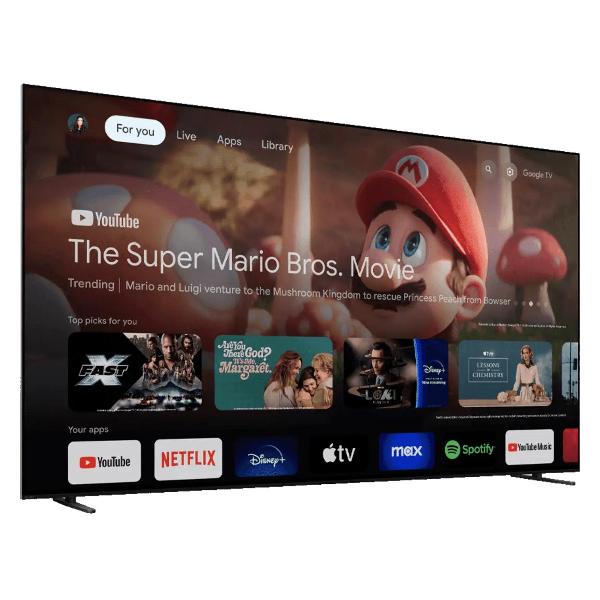 For you
Live
Apps
Library
Google TV
M
YouTube
The Super Mario Bros. Movie
Trending | Mario and Luigi venture to the Mushroom Kingdom to rescue Princess Peach from Bowser
Top picks for you
FAST X
Are You
There God?
It's Me,
Margaret.
LOKI
Disney+
tv
LESSONS
IN
CHEMISTRY
Your apps
YouTube
NETFLIX
Disney+
tv
max
Spotify
YouTube Music